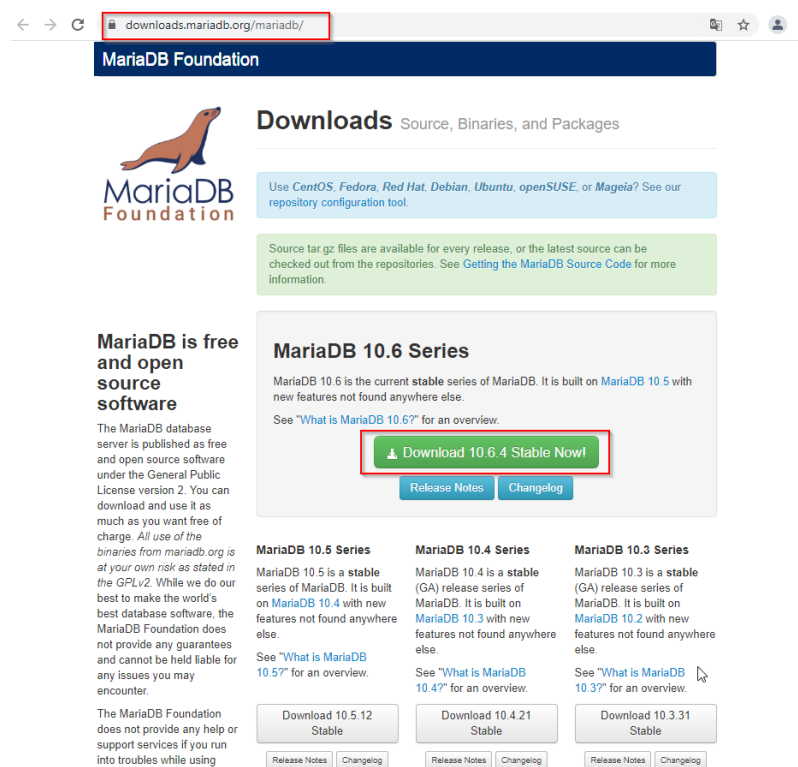 downloads.mariadb.org/mariadb/
MariaDB Foundation
MariaDB
Foundation
Downloads Source, Binaries, and Packages
Use CentOS, Fedora, Red Hat, Debian, Ubuntu, openSUSE, or Mageia? See our
repository configuration tool.
Source tar.gz files are available for every release, or the latest source can be
checked out from the repositories. See Getting the MariaDB Source Code for more
information.
MariaDB is free
and open
source
software
The MariaDB database
server is published as free
and open source software
under the General Public
License version 2. You can
download and use it as
much as you want free of
charge. All use of the
binaries from mariadb.org is
at your own risk as stated in
the GPLv2. While we do our
best to make the world's
best database software, the
MariaDB Foundation does
not provide any guarantees
and cannot be held liable for
any issues you may
encounter.
The MariaDB Foundation
does not provide any help or
support services if you run
into troubles while using
MariaDB 10.6 Series
MariaDB 10.6 is the current stable series of MariaDB. It is built on MariaDB 10.5 with
new features not found anywhere else.
See "What is MariaDB 10.6?" for an overview.
Download 10.6.4 Stable Now!
Release Notes Changelog
MariaDB 10.5 Series
MariaDB 10.5 is a stable
series of MariaDB. It is built
on MariaDB 10.4 with new
features not found anywhere
else.
See "What is MariaDB
10.5?" for an overview.
Download 10.5.12
Stable
Release Notes Changelog
MariaDB 10.4 Series
MariaDB 10.4 is a stable
(GA) release series of
MariaDB. It is built on
MariaDB 10.3 with new
features not found anywhere
else.
See "What is MariaDB
10.4?" for an overview.
Download 10.4.21
Stable
Release Notes Changelog
MariaDB 10.3 Series
MariaDB 10.3 is a stable
(GA) release series of
MariaDB. It is built on
MariaDB 10.2 with new
features not found anywhere
else.
See "What is MariaDB
10.3?" for an overview.
Download 10.3.31
Stable
Release Notes Changelog